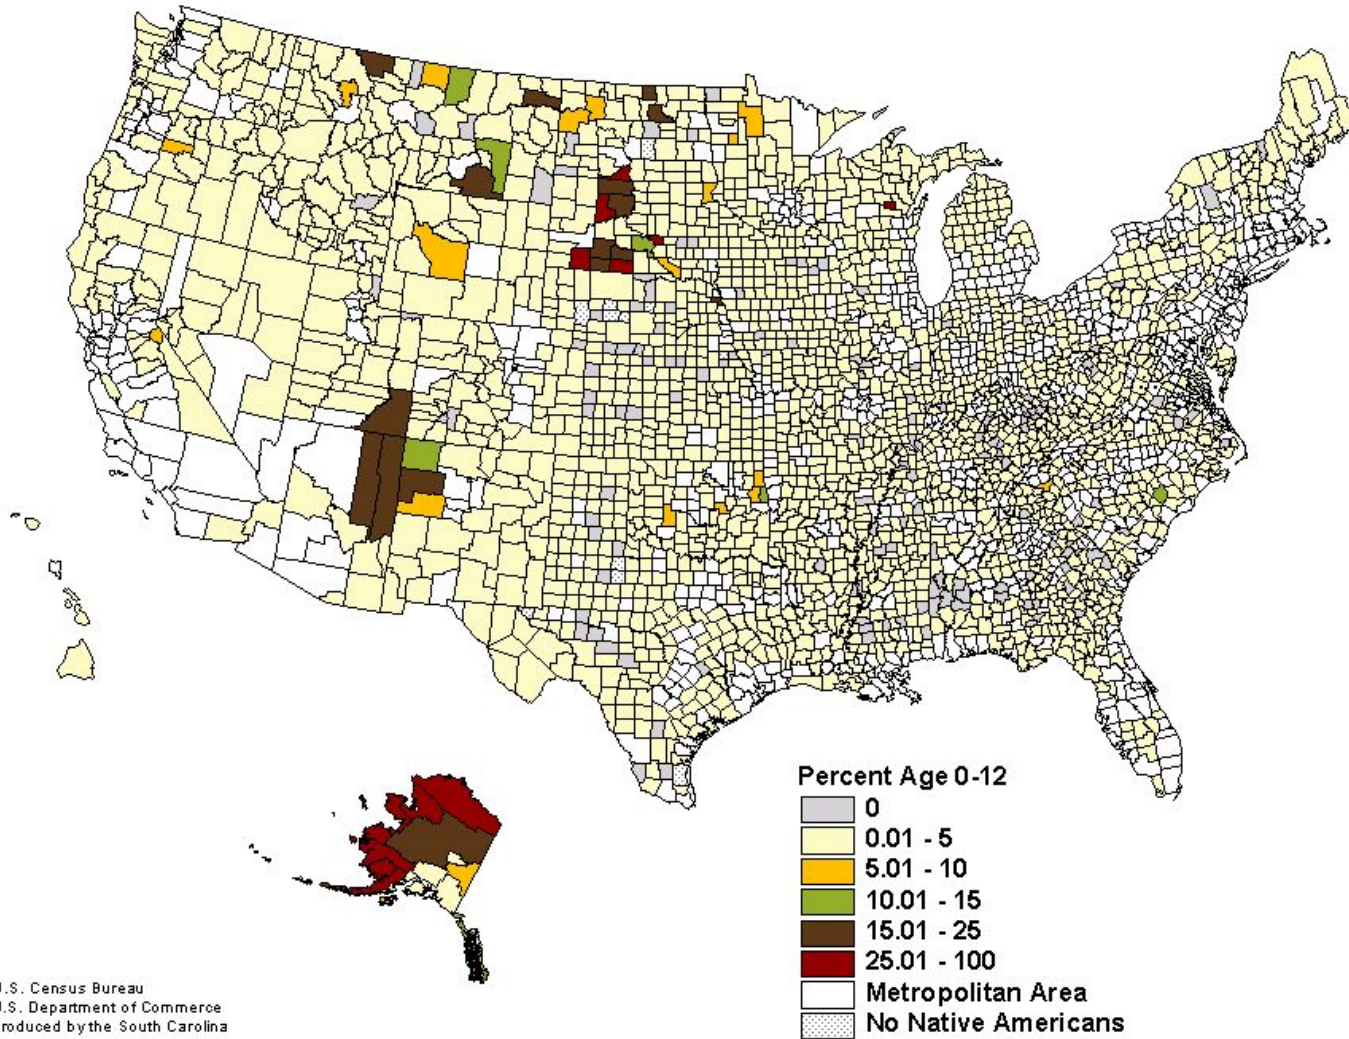 Percent Age 0-12
0
0.01 - 5
5.01 - 10
10.01 - 15
15.01 - 25
25.01 - 100
Metropolitan Area
No Native Americans
U.S. Census Bureau
U.S. Department of Commerce
roduced by the South Carolina